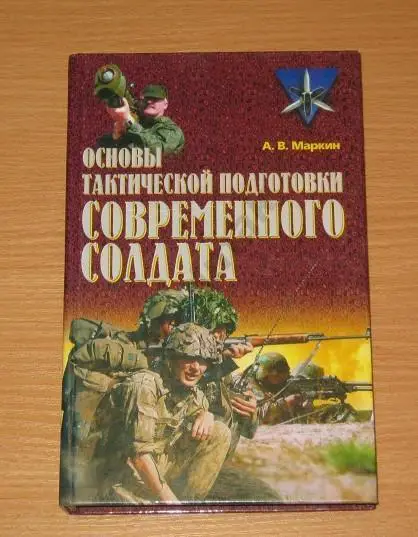 А. В. Маркин
ОСНОВЫ
ТАКТИЧЕСКОЙ ПОДГОТОВКИ
СОВРЕМЕННОГО
СОЛДАТА